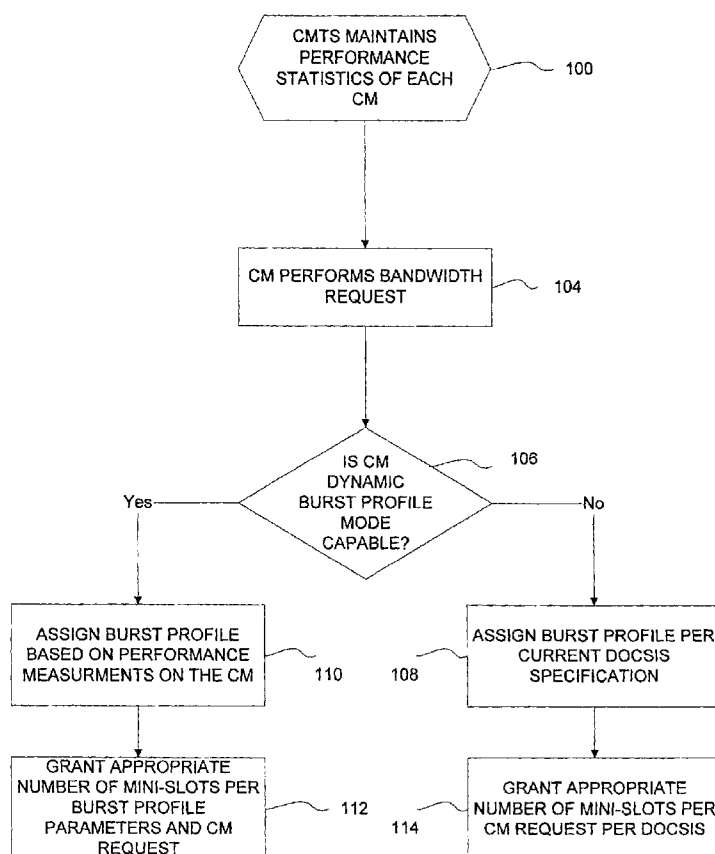 CMTS MAINTAINS
PERFORMANCE
STATISTICS OF EACH
CM
100
CM PERFORMS BANDWIDTH
REQUEST
104
IS CM
DYNAMIC
BURST PROFILE
MODE
CAPABLE?
106
Yes
No
ASSIGN BURST PROFILE
BASED ON PERFORMANCE
MEASURMENTS ON THE CM
110
108
ASSIGN BURST PROFILE PER
CURRENT DOCSIS
SPECIFICATION
GRANT APPROPRIATE
NUMBER OF MINI-SLOTS PER
BURST PROFILE
PARAMETERS AND CM
REQUEST
112
114
GRANT APPROPRIATE
NUMBER OF MINI-SLOTS PER
CM REQUEST PER DOCSIS